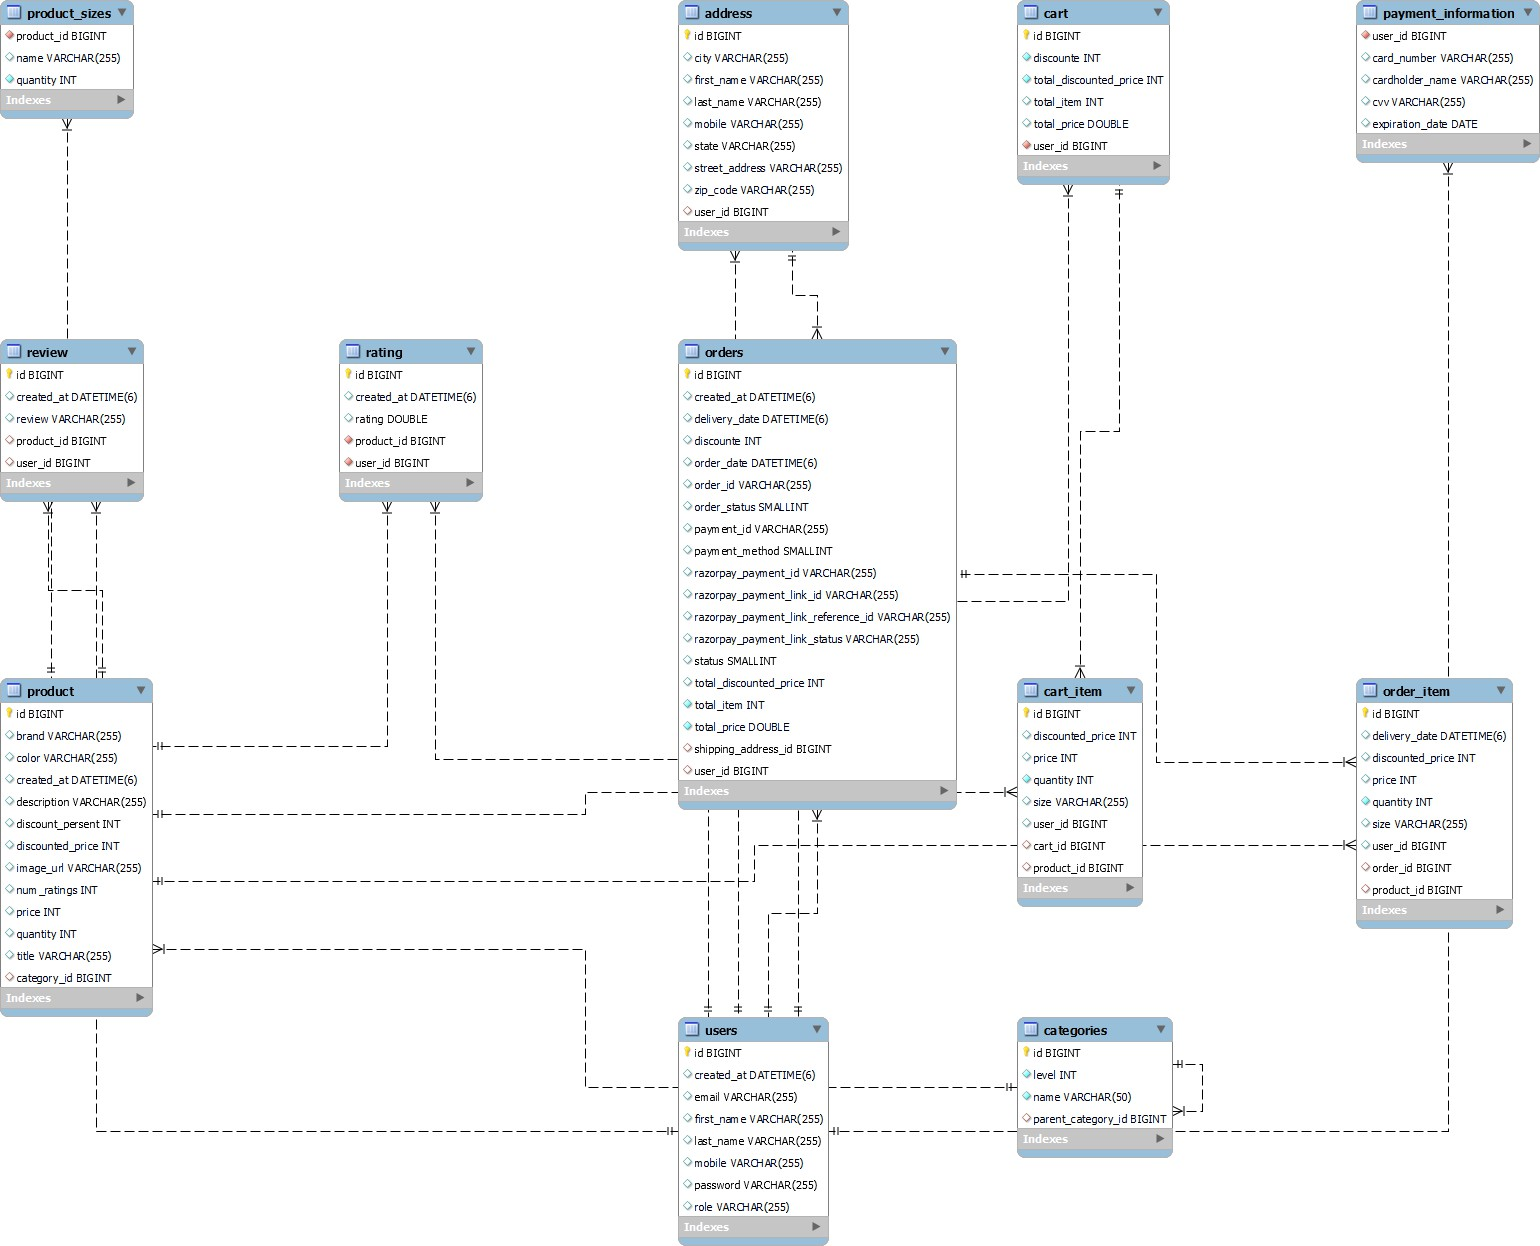 product_sizes
product_id BIGINT
name VARCHAR(255)
quantity INT
Indexes
address
id BIGINT
city VARCHAR(255)
first_name VARCHAR(255)
last_name VARCHAR(255)
mobile VARCHAR(255)
state VARCHAR(255)
street_address VARCHAR(255)
zip_code VARCHAR(255)
user_id BIGINT
Indexes
cart
id BIGINT
discounte INT
total_discounted_price INT
total_item INT
total_price DOUBLE
user_id BIGINT
Indexes
payment_information
user_id BIGINT
card_number VARCHAR(255)
cardholder_name VARCHAR(255)
cvv VARCHAR(255)
expiration_date DATE
Indexes
review
id BIGINT
created_at DATETIME(6)
review VARCHAR(255)
product_id BIGINT
user_id BIGINT
Indexes
rating
id BIGINT
created_at DATETIME(6)
rating DOUBLE
product_id BIGINT
user_id BIGINT
Indexes
orders
id BIGINT
created_at DATETIME(6)
delivery_date DATETIME(6)
discounte INT
order_date DATETIME(6)
order_id VARCHAR(255)
order_status SMALLINT
payment_id VARCHAR(255)
payment_method SMALLINT
razorpay_payment_id VARCHAR(255)
razorpay_payment_link_id VARCHAR(255)
razorpay_payment_link_reference_id VARCHAR(255)
razorpay_payment_link_status VARCHAR(255)
status SMALLINT
total_discounted_price INT
total_item INT
total_price DOUBLE
shipping_address_id BIGINT
user_id BIGINT
Indexes
product
id BIGINT
brand VARCHAR(255)
color VARCHAR(255)
created_at DATETIME(6)
description VARCHAR(255)
discount_persent INT
discounted_price INT
image_url VARCHAR(255)
num_ratings INT
price INT
quantity INT
title VARCHAR(255)
category_id BIGINT
Indexes
cart_item
id BIGINT
discounted_price INT
price INT
quantity INT
size VARCHAR(255)
user_id BIGINT
cart_id BIGINT
product_id BIGINT
Indexes
order_item
id BIGINT
delivery_date DATETIME(6)
discounted_price INT
price INT
quantity INT
size VARCHAR(255)
user_id BIGINT
order_id BIGINT
product_id BIGINT
Indexes
users
id BIGINT
created_at DATETIME(6)
email VARCHAR(255)
first_name VARCHAR(255)
last_name VARCHAR(255)
mobile VARCHAR(255)
password VARCHAR(255)
role VARCHAR(255)
Indexes
categories
id BIGINT
level INT
name VARCHAR(50)
parent_category_id BIGINT
Indexes